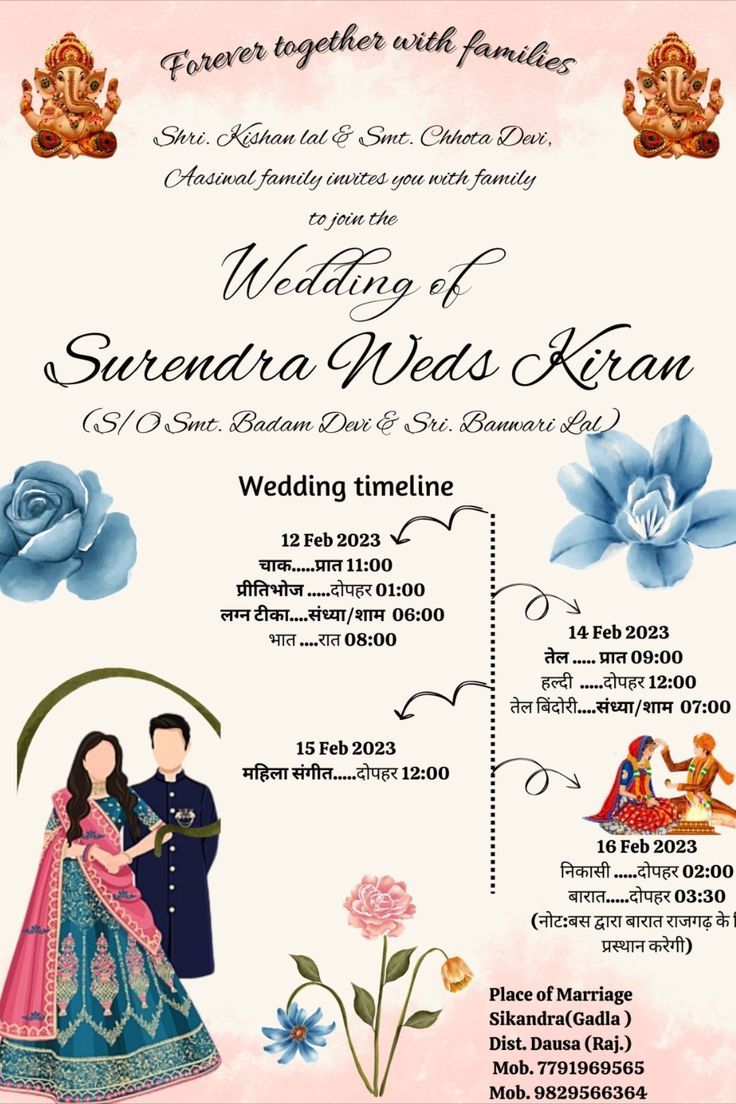 Forever together with families
Shri. Kishan lal & Smt. Chhota Devi,
Aasiwal family invites you with family
to join the
Wedding of
Surendra Weds Kiran
(S/O Smt. Badam Devi & Sri. Banwari Lal)
Wedding timeline
12 Feb 2023
चाक.....प्रात 11:00
प्रीतिभोज .....दोपहर 01:00
लग्न टीका....संध्या/शाम 06:00
भात ....रात 08:00
14 Feb 2023
तेल ..... प्रात 09:00
हल्दी .....दोपहर 12:00
तेल बिंदोरी....संध्या/शाम 07:00
15 Feb 2023
महिला संगीत.....दोपहर 12:00
16 Feb 2023
निकासी .....दोपहर 02:00
बारात.....दोपहर 03:30
(नोट:बस द्वारा बारात राजगढ़ के
प्रस्थान करेगी)
Place of Marriage
Sikandra(Gadla )
Dist. Dausa (Raj.)
Mob. 7791969565
Mob. 9829566364